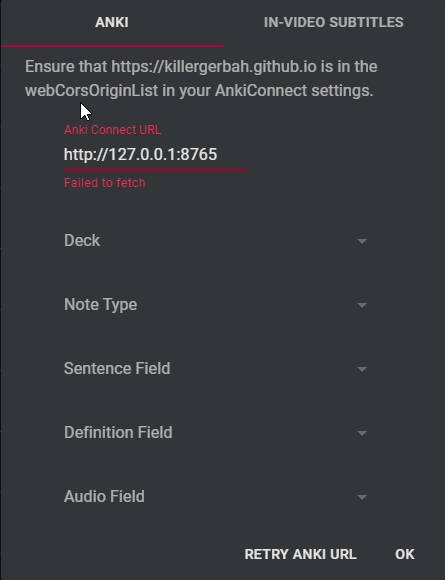 ANKI
IN-VIDEO SUBTITLES
Ensure that https://killergerbah.github.io is in the
webCorsOriginList in your AnkiConnect settings.
Anki Connect URL
http://127.0.0.1:8765
Failed to fetch
Deck
Note Type
Sentence Field
Definition Field
Audio Field
RETRY ANKI URL
OK